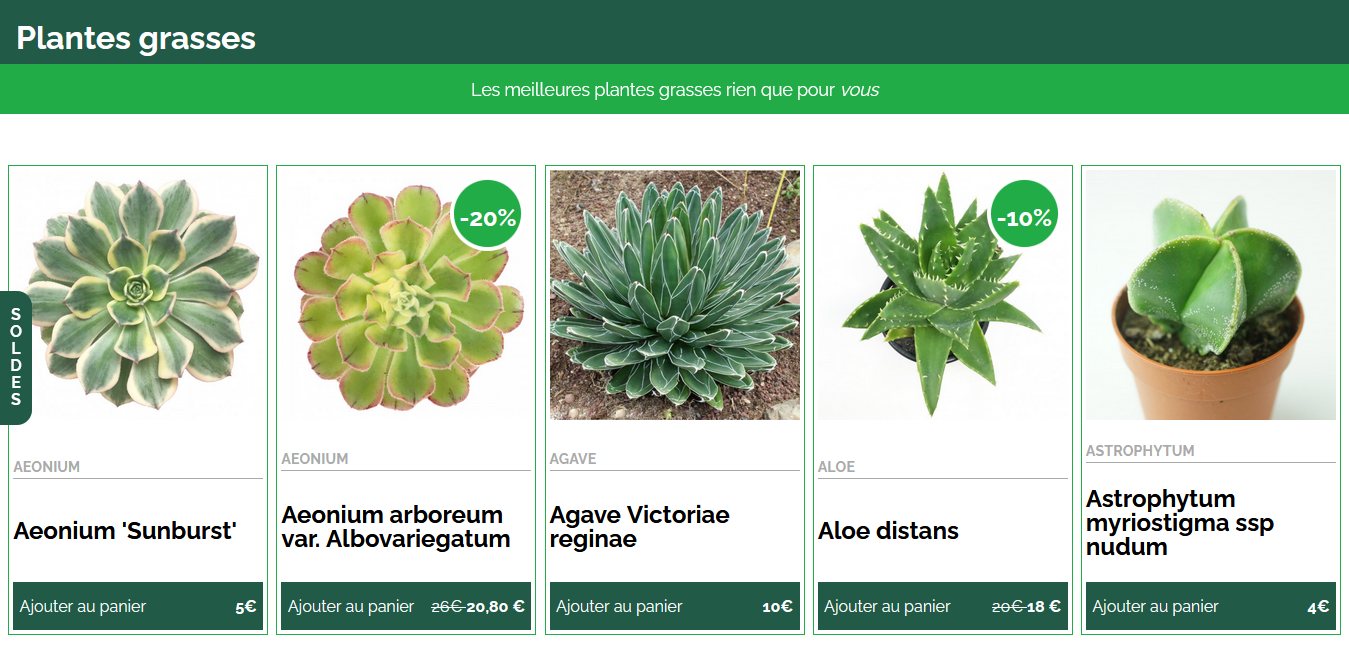 Plantes grasses
Les meilleures plantes grasses rien que pour vous
SOLDES
AEONIUM
Aeonium 'Sunburst'
Ajouter au panier 5€
-20%
AEONIUM
Aeonium arboreum
var. Albovariegatum
Ajouter au panier 26€ 20,80 €
AGAVE
Agave Victoriae
reginae
Ajouter au panier 10€
-10%
ALOE
Aloe distans
Ajouter au panier 20€ 18 €
ASTROPHYTUM
Astrophytum
myriostigma ssp
nudum
Ajouter au panier 4€